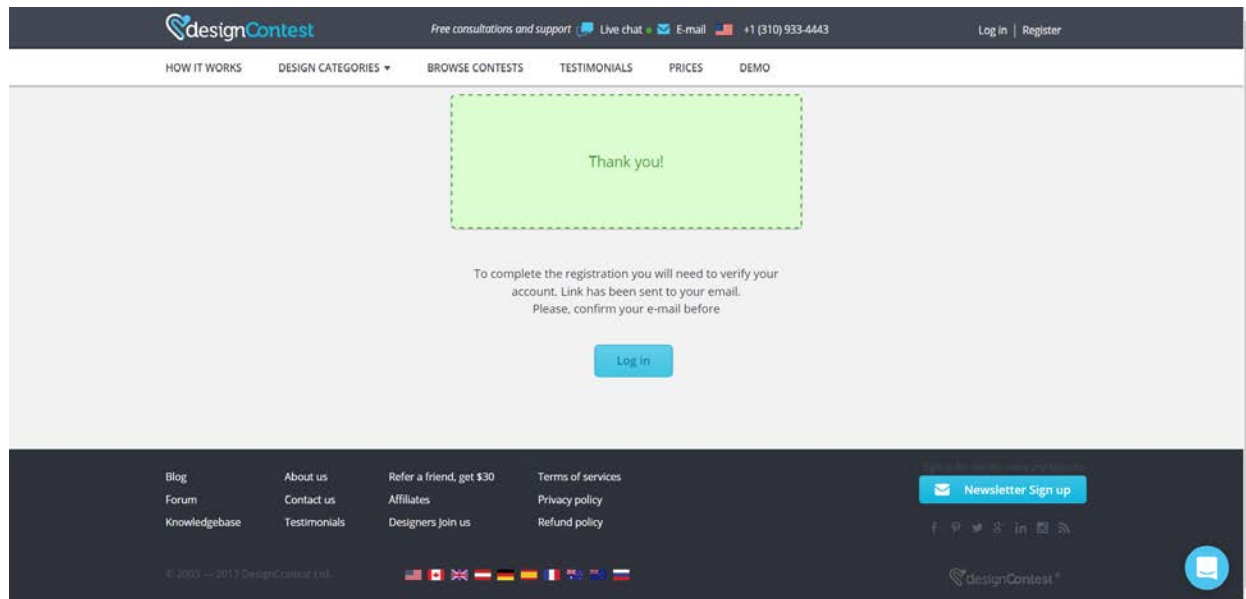 designContest
Free consultations and support Live chat E-mail +1 (310) 933-4443
Log in | Register
HOW IT WORKS DESIGN CATEGORIES BROWSE CONTESTS TESTIMONIALS PRICES DEMO
Thank you!
To complete the registration you will need to verify your
account. Link has been sent to your email.
Please, confirm your e-mail before
Log in
Blog About us Refer a friend, get $30 Terms of services
Forum Contact us Affiliates Privacy policy
Knowledgebase Testimonials Designers Join us Refund policy
Newsletter Sign up
© 2003 — 2017 DesignContest Ltd.
designContest®